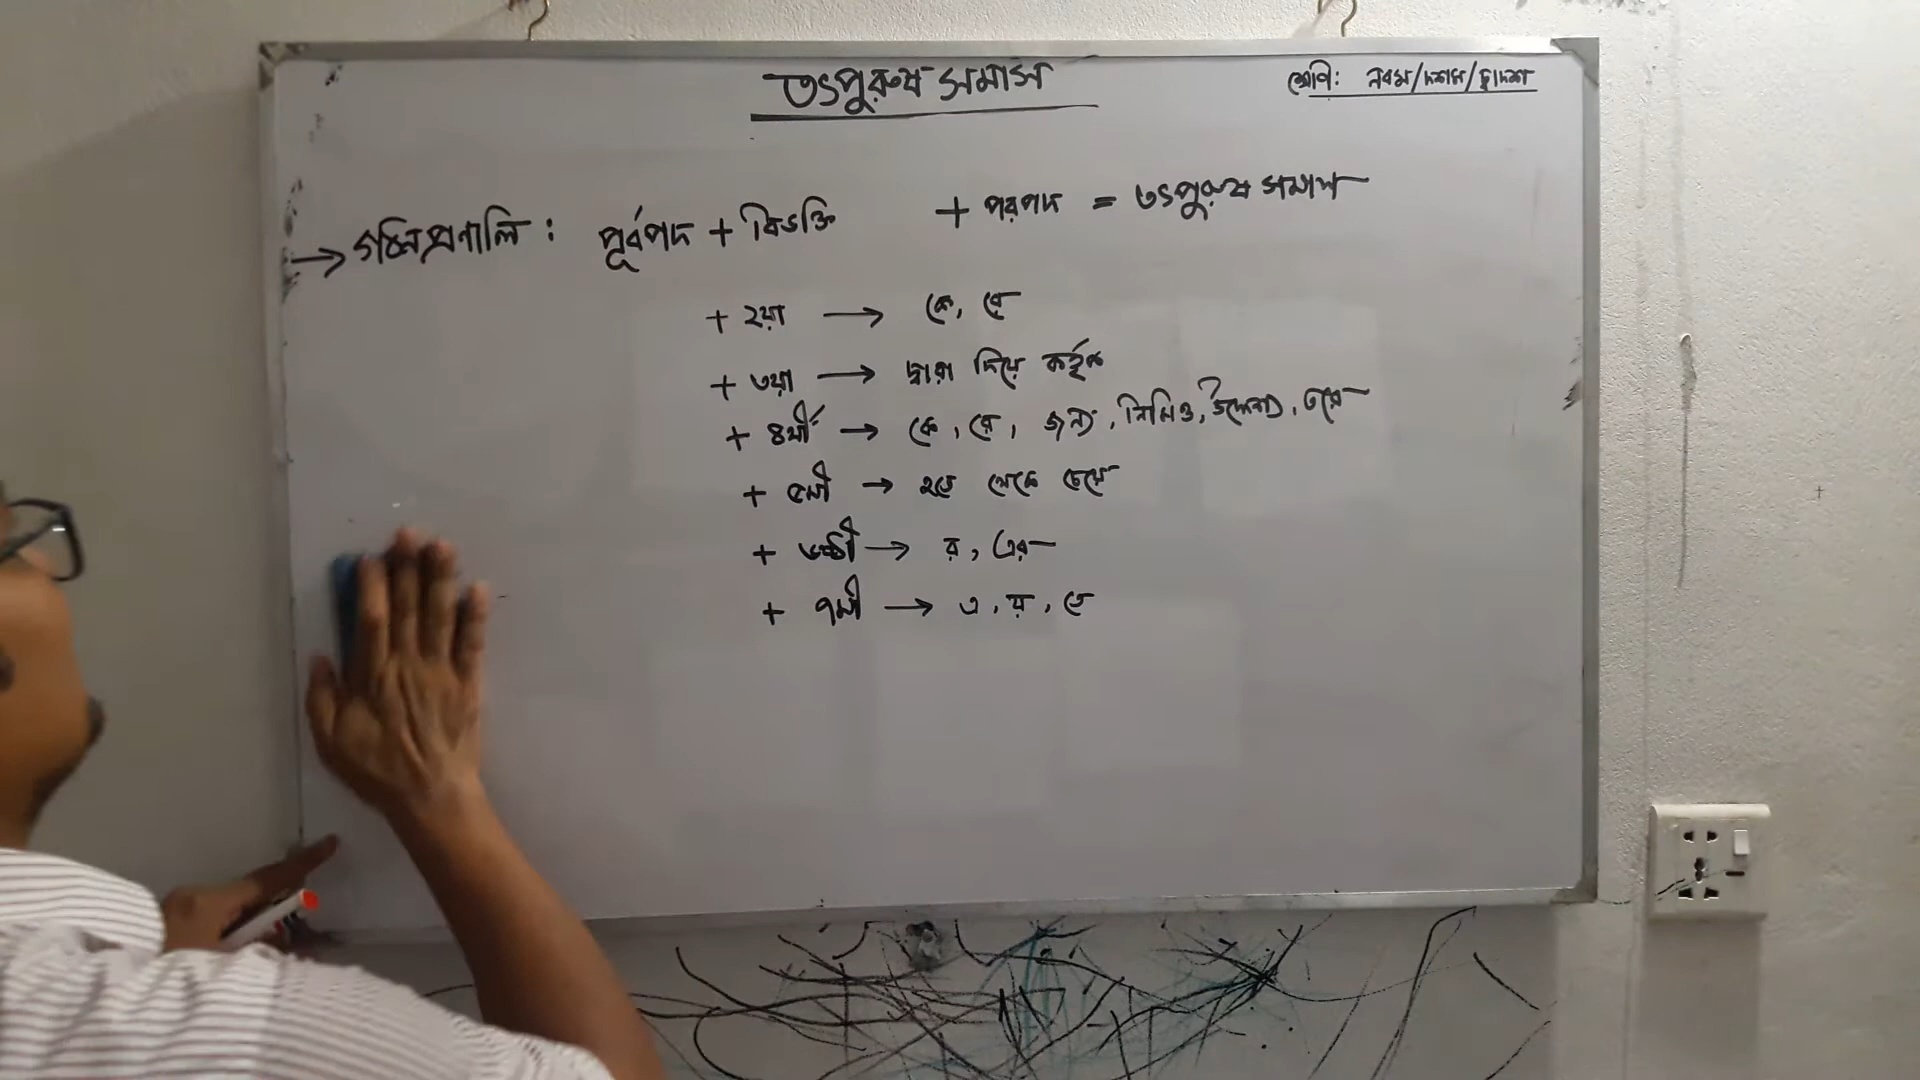 তৎপুরুষ সমাস
শ্রেণি: নবম/দশম/দ্বাদশ
→ গঠনপ্রণালি : পূর্বপদ + বিভক্তি + পরপদ = তৎপুরুষ সমাস
+ ২য়া → কে, রে
+ ৩য়া → দ্বারা দিয়ে কর্তৃক
+ ৪র্থী → কে, রে, জন্য, নিমিত্ত, উদ্দেশ্য, তরে
+ ৫মী → হতে থেকে চেয়ে
+ ৬ষ্ঠী → র, এর
+ ৭মী → এ, য়, তে